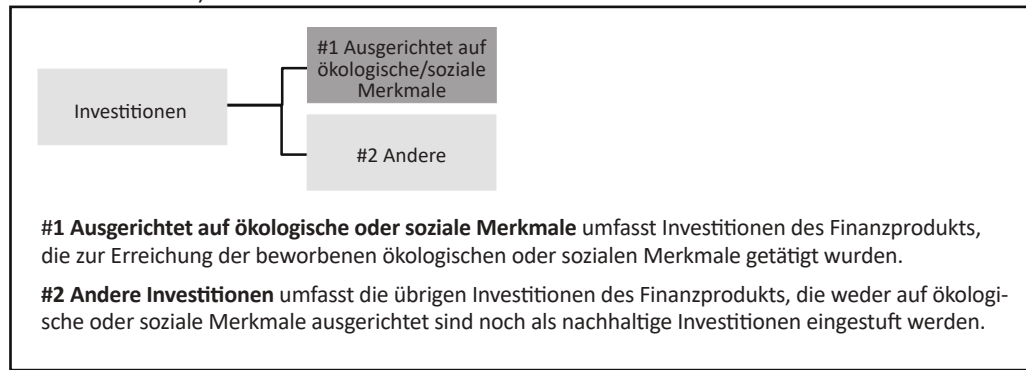 #1 Ausgerichtet auf
ökologische/soziale
Merkmale
Investitionen
#2 Andere
#1 Ausgerichtet auf ökologische oder soziale Merkmale umfasst Investitionen des Finanzprodukts,
die zur Erreichung der beworbenen ökologischen oder sozialen Merkmale getätigt wurden.
#2 Andere Investitionen umfasst die übrigen Investitionen des Finanzprodukts, die weder auf ökologi-
sche oder soziale Merkmale ausgerichtet sind noch als nachhaltige Investitionen eingestuft werden.